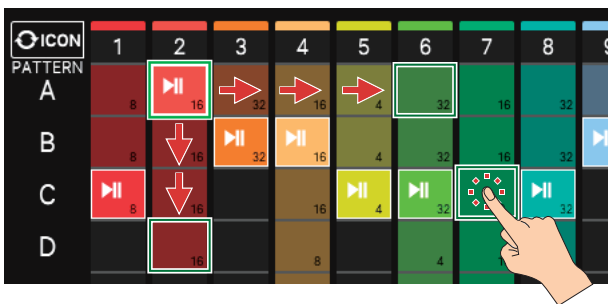 ICON 1 2 3 4 5 6 7 8 9
PATTERN
A 8 16 32 16 4 32 16 32
B 8 16 32 16 4 32 16 32
C 8 16 16 4 32 32
D 16 8 4